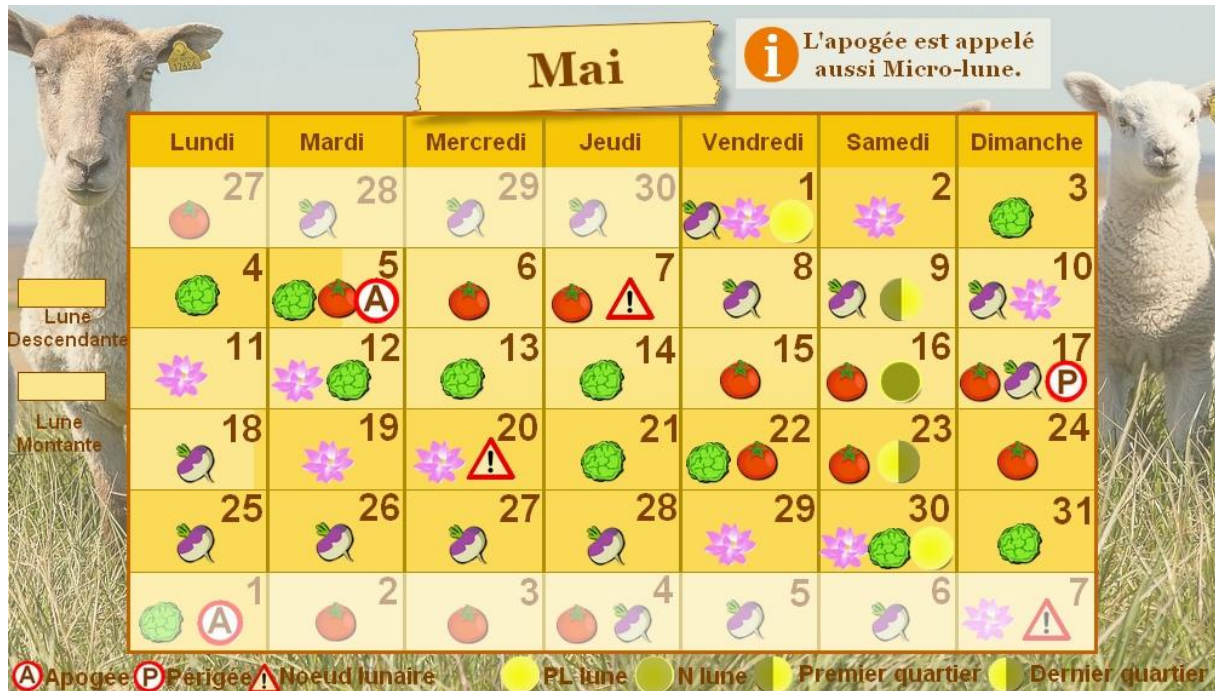 Mai
L'apogée est appelé
aussi Micro-lune.
Lundi Mardi Mercredi Jeudi Vendredi Samedi Dimanche
27 28 29 30 1 2 3
4 5 6 7 8 9 10
A !
11 12 13 14 15 16 17
P
18 19 20 21 22 23 24
!
25 26 27 28 29 30 31
1 2 3 4 5 6 7
A !
Lune
Descendante
Lune
Montante
A Apogée P Périgée ! Noeud lunaire PL lune N lune Premier quartier Dernier quartier